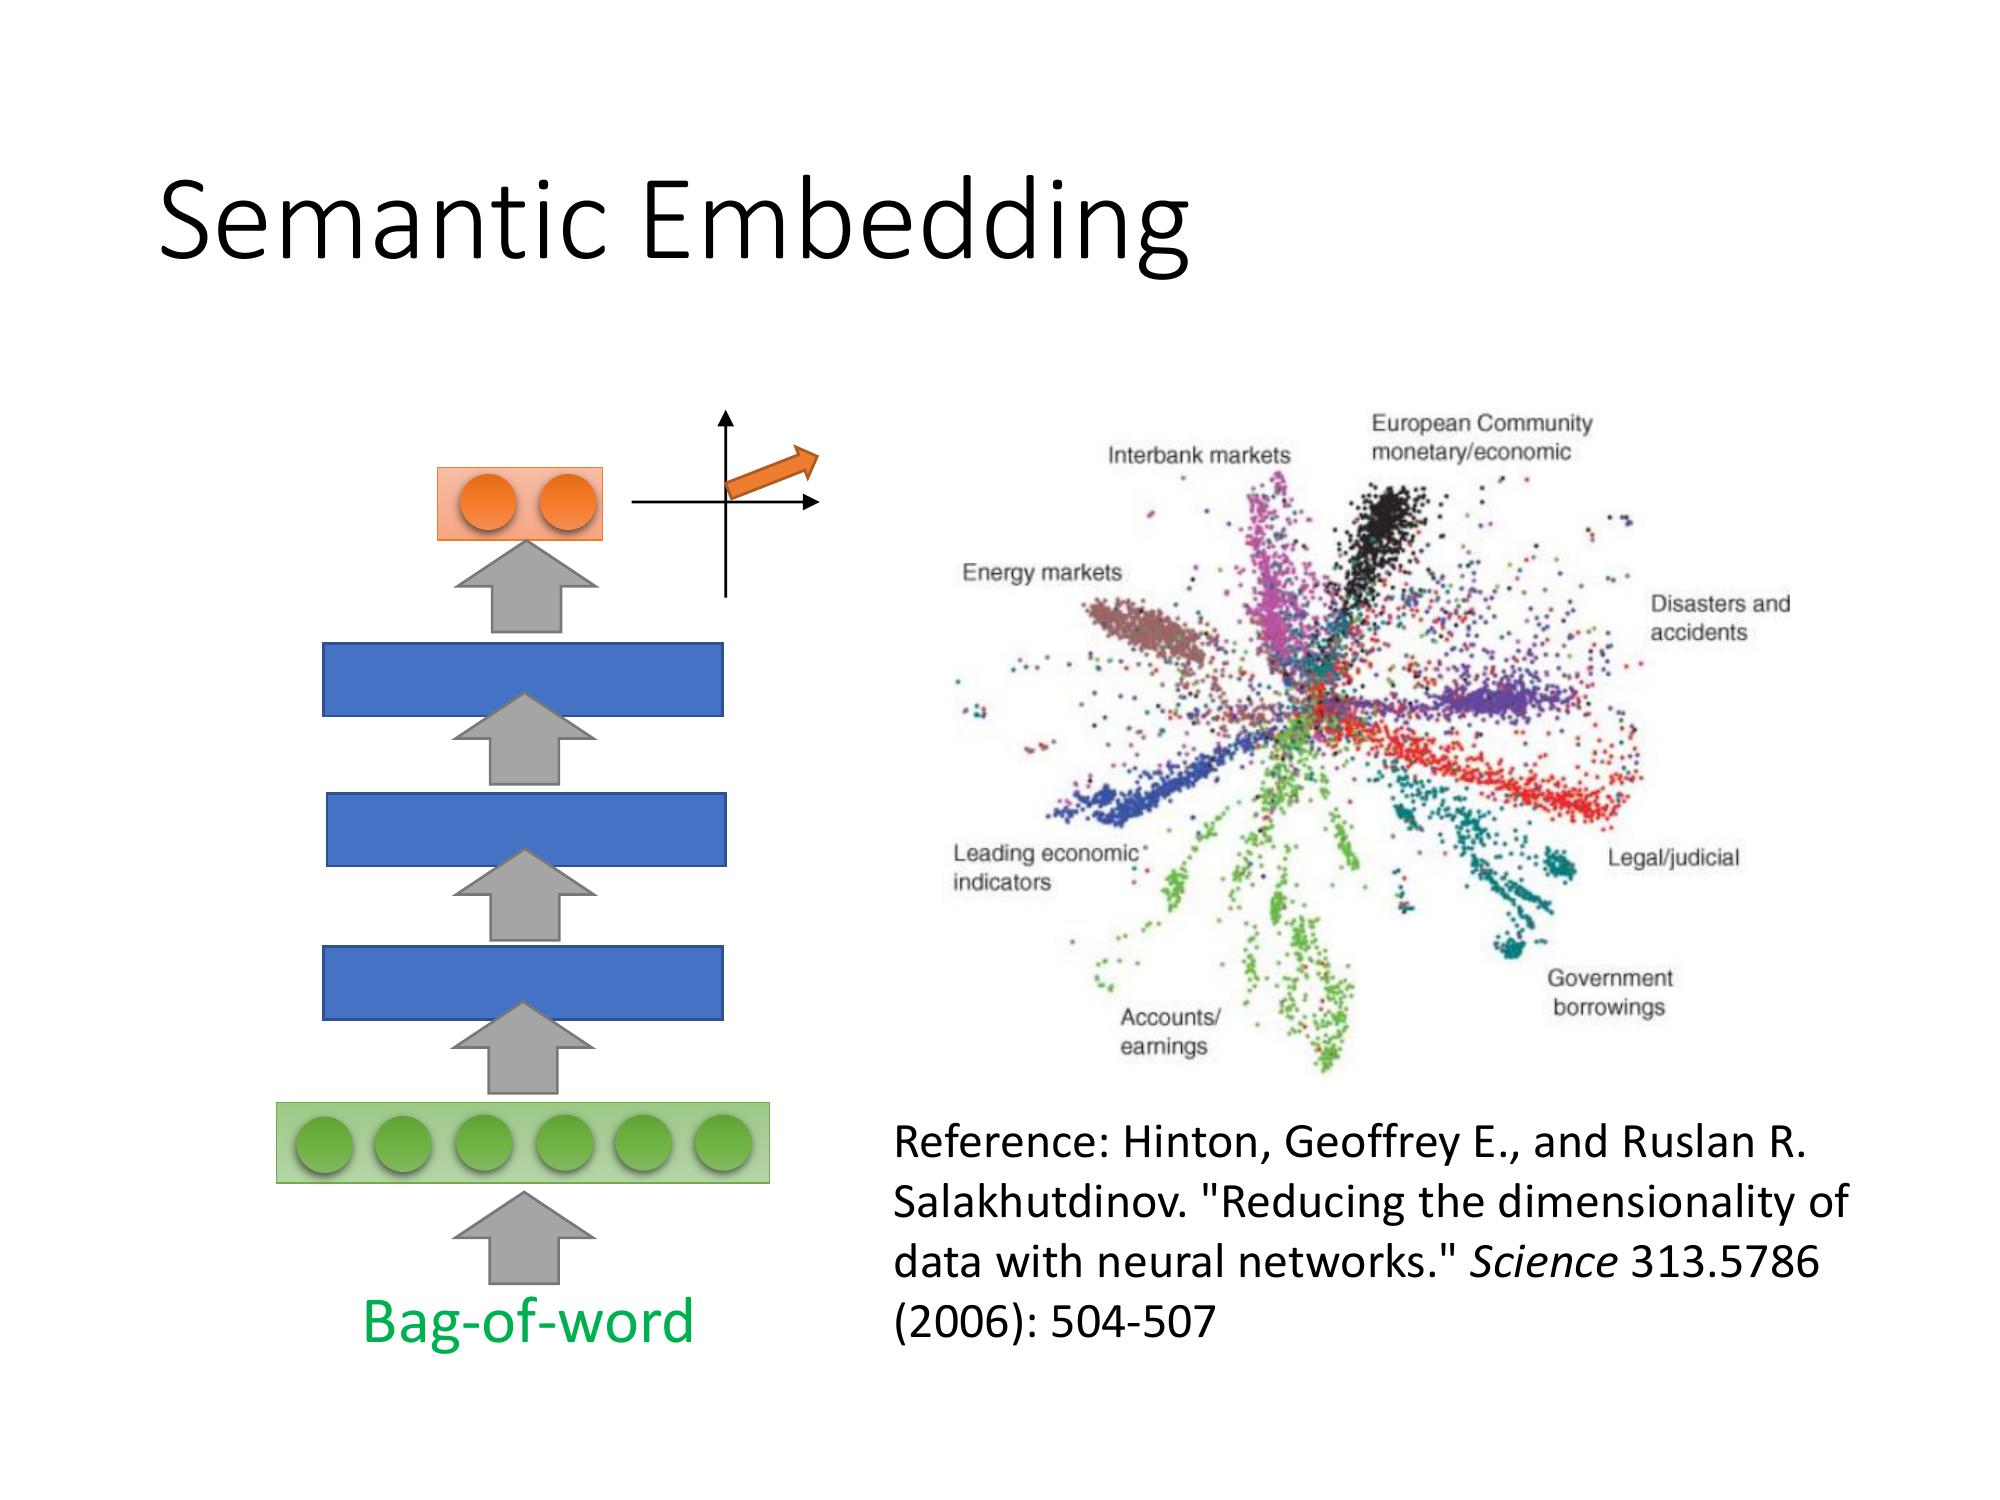 Semantic Embedding
Bag-of-word
Interbank markets
European Community
monetary/economic
Energy markets
Disasters and
accidents
Leading economic
indicators
Legal/judicial
Government
borrowings
Accounts/
earnings
Reference: Hinton, Geoffrey E., and Ruslan R.
Salakhutdinov. "Reducing the dimensionality of
data with neural networks." Science 313.5786
(2006): 504-507